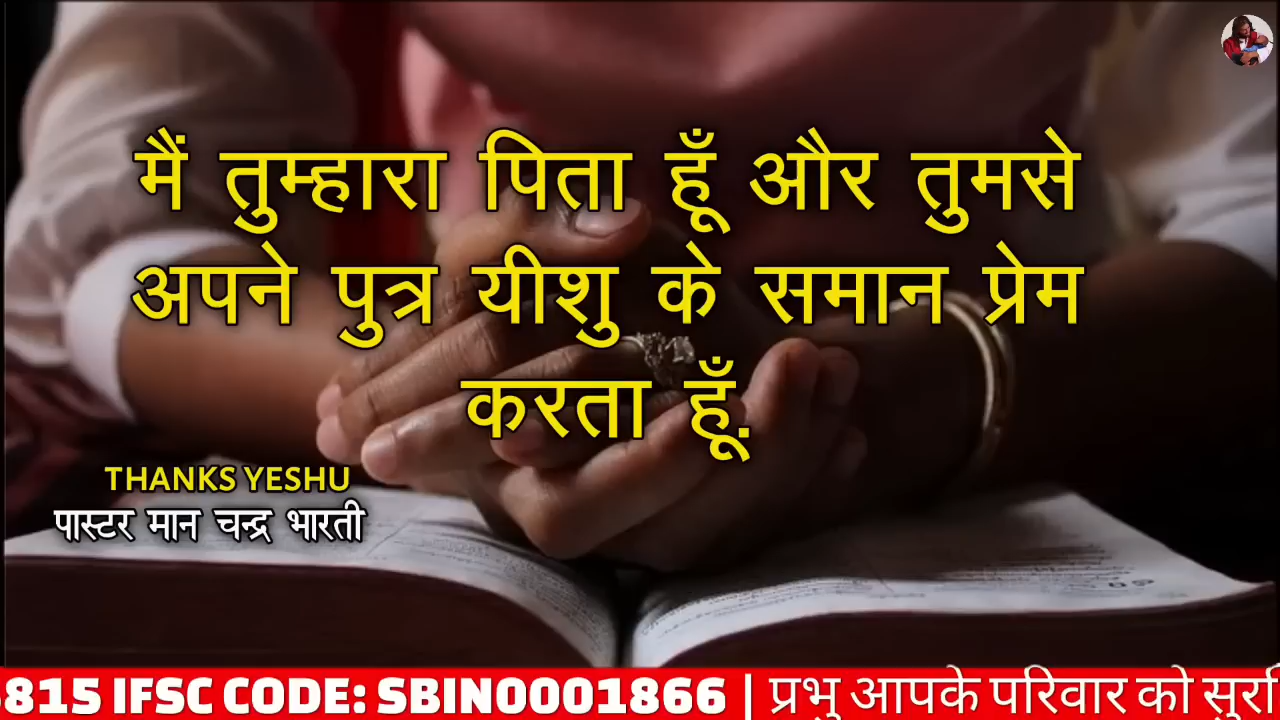 मैं तुम्हारा पिता हूँ और तुमसे
अपने पुत्र यीशु के समान प्रेम
करता हूँ.
THANKS YESHU
पास्टर मान चन्द्र भारती
815 IFSC CODE: SBIN0001866 | प्रभु आपके परिवार को